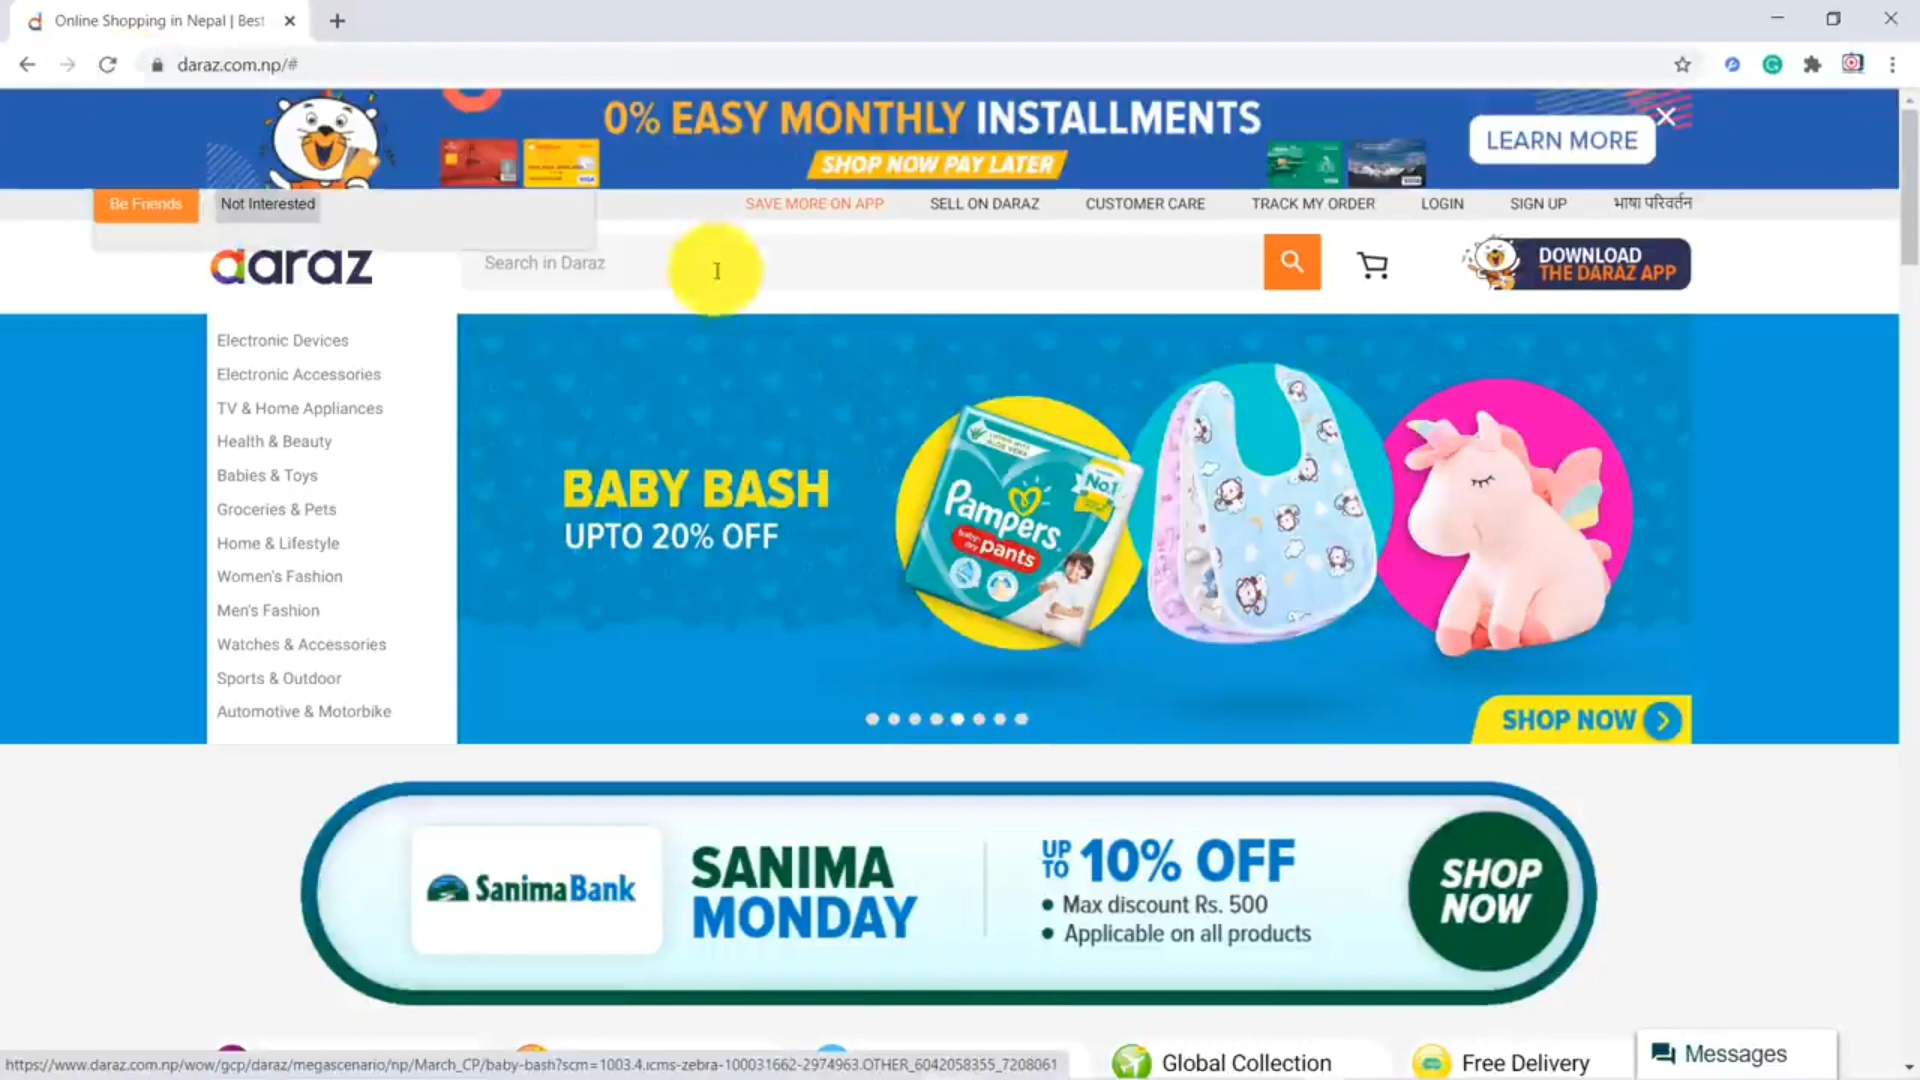 Online Shopping in Nepal | Best
daraz.com.np/#
0% EASY MONTHLY INSTALLMENTS
SHOP NOW PAY LATER
LEARN MORE
Be Friends
Not Interested
SAVE MORE ON APP
SELL ON DARAZ
CUSTOMER CARE
TRACK MY ORDER
LOGIN
SIGN UP
भाषा परिवर्तन
daraz
Search in Daraz
DOWNLOAD
THE DARAZ APP
Electronic Devices
Electronic Accessories
TV & Home Appliances
Health & Beauty
Babies & Toys
Groceries & Pets
Home & Lifestyle
Women's Fashion
Men's Fashion
Watches & Accessories
Sports & Outdoor
Automotive & Motorbike
BABY BASH
UPTO 20% OFF
No.1
Pampers
baby-dry
pants
SHOP NOW
SanimaBank
SANIMA
MONDAY
UP TO 10% OFF
• Max discount Rs. 500
• Applicable on all products
SHOP
NOW
https://www.daraz.com.np/wow/gcp/daraz/megascenario/np/March_CP/baby-bash?scm=1003.4.icms-zebra-100031662-2974963.OTHER_6042058355_7208061
Global Collection
Free Delivery
Messages